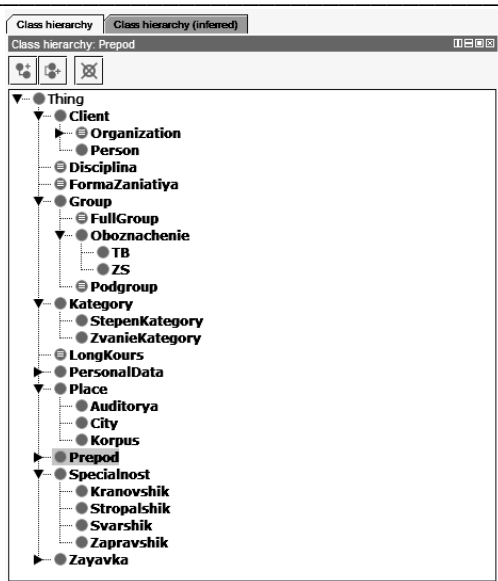 Class hierarchy Class hierarchy (inferred)
Class hierarchy: Prepod
Thing
Client
Organization
Person
Disciplina
FormaZaniatiya
Group
FullGroup
Oboznachenie
TB
ZS
Podgroup
Kategory
StepenKategory
ZvanieKategory
LongKours
PersonalData
Place
Auditorya
City
Korpus
Prepod
Specialnost
Kranovshik
Stropalshik
Svarshik
Zapravshik
Zayavka